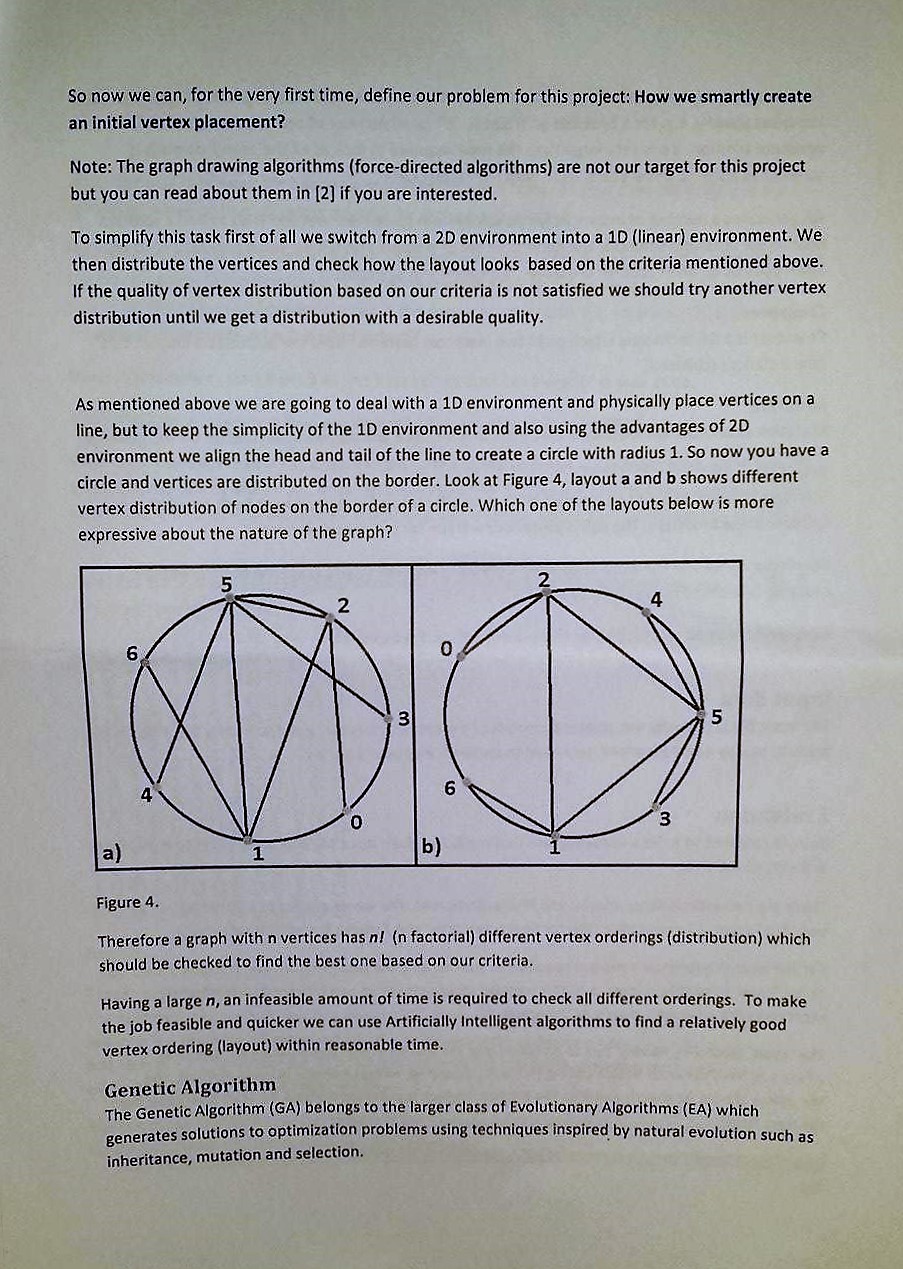 So now we can, for the very first time, define our problem for this project: How we smartly create
an initial vertex placement?
Note: The graph drawing algorithms (force-directed algorithms) are not our target for this project
but you can read about them in [2] if you are interested.
To simplify this task first of all we switch from a 2D environment into a 1D (linear) environment. We
then distribute the vertices and check how the layout looks based on the criteria mentioned above.
If the quality of vertex distribution based on our criteria is not satisfied we should try another vertex
distribution until we get a distribution with a desirable quality.
As mentioned above we are going to deal with a 1D environment and physically place vertices on a
line, but to keep the simplicity of the 1D environment and also using the advantages of 2D
environment we align the head and tail of the line to create a circle with radius 1. So now you have a
circle and vertices are distributed on the border. Look at Figure 4, layout a and b shows different
vertex distribution of nodes on the border of a circle. Which one of the layouts below is more
expressive about the nature of the graph?
5
2
6
3
4
0
1
a)
2
4
0
5
6
3
1
b)
Figure 4.
Therefore a graph with n vertices has n! (n factorial) different vertex orderings (distribution) which
should be checked to find the best one based on our criteria.
Having a large n, an infeasible amount of time is required to check all different orderings. To make
the job feasible and quicker we can use Artificially Intelligent algorithms to find a relatively good
vertex ordering (layout) within reasonable time.
Genetic Algorithm
The Genetic Algorithm (GA) belongs to the larger class of Evolutionary Algorithms (EA) which
generates solutions to optimization problems using techniques inspired by natural evolution such as
inheritance, mutation and selection.